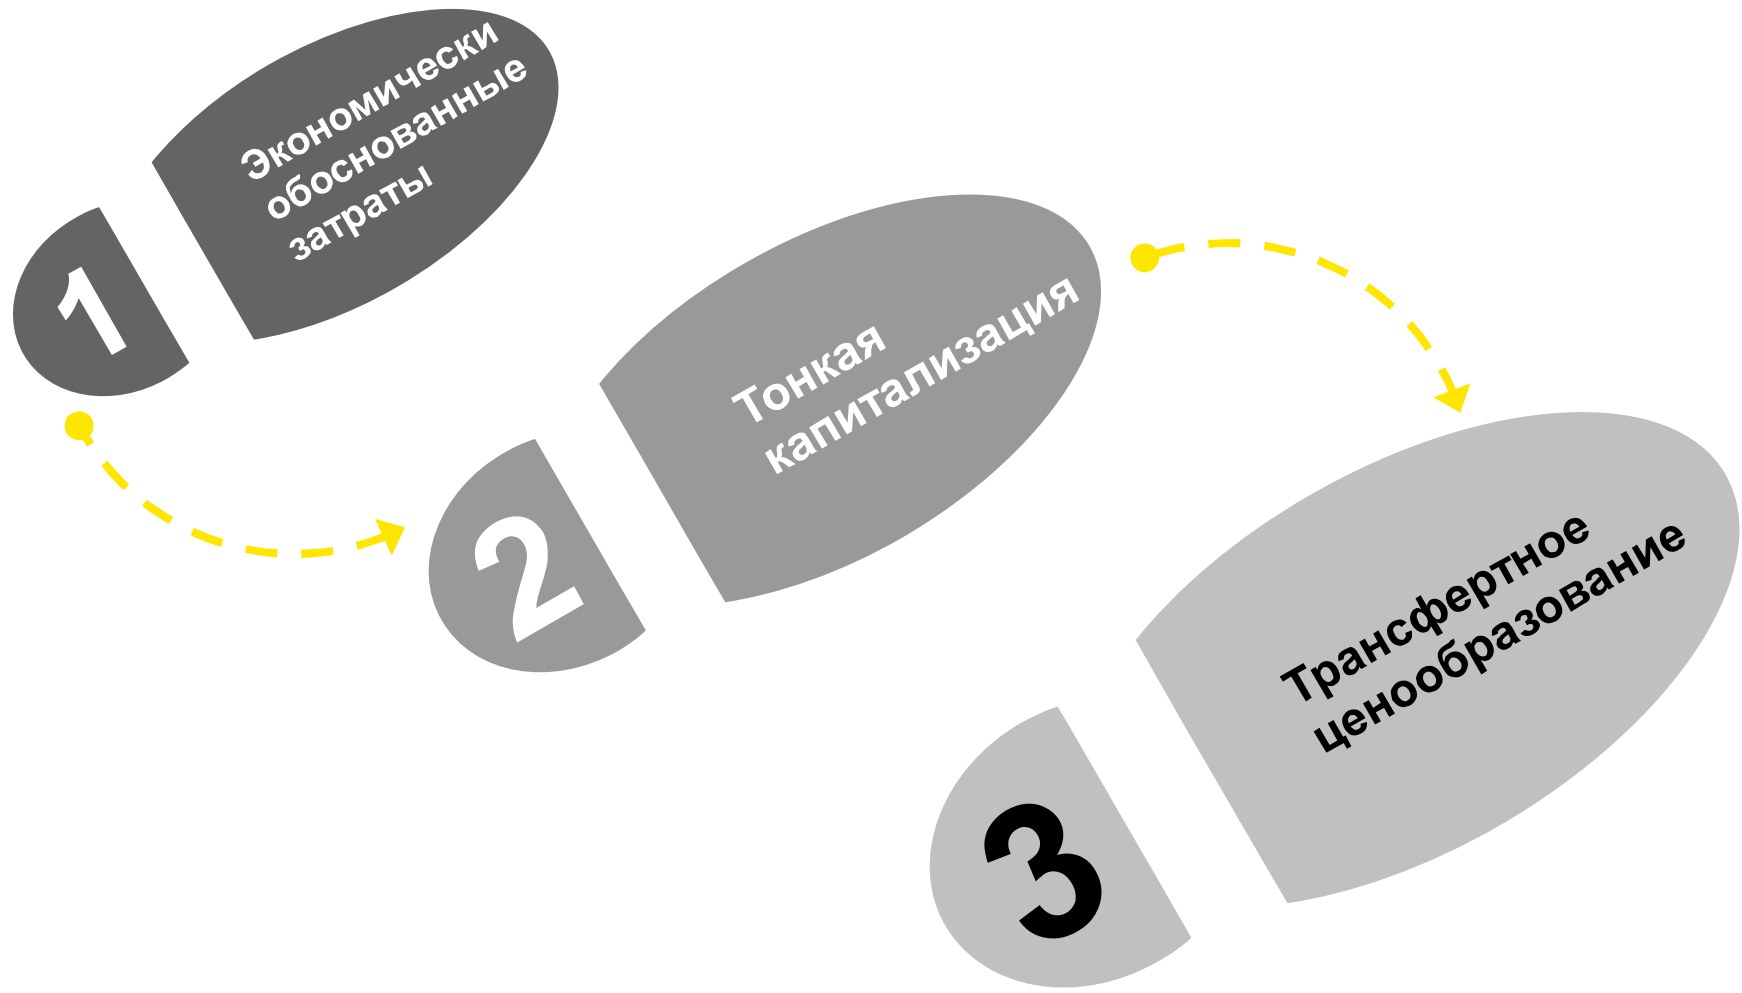 1
Экономически
обоснованные
затраты
2
Тонкая
капитализация
3
Трансфертное
ценообразование